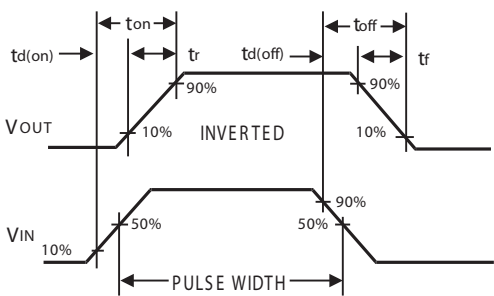 ton toff
td(on) tr td(off) tf
90% 90%
VOUT 10% INVERTED 10%
90%
VIN 50% 50%
10%
PULSE WIDTH